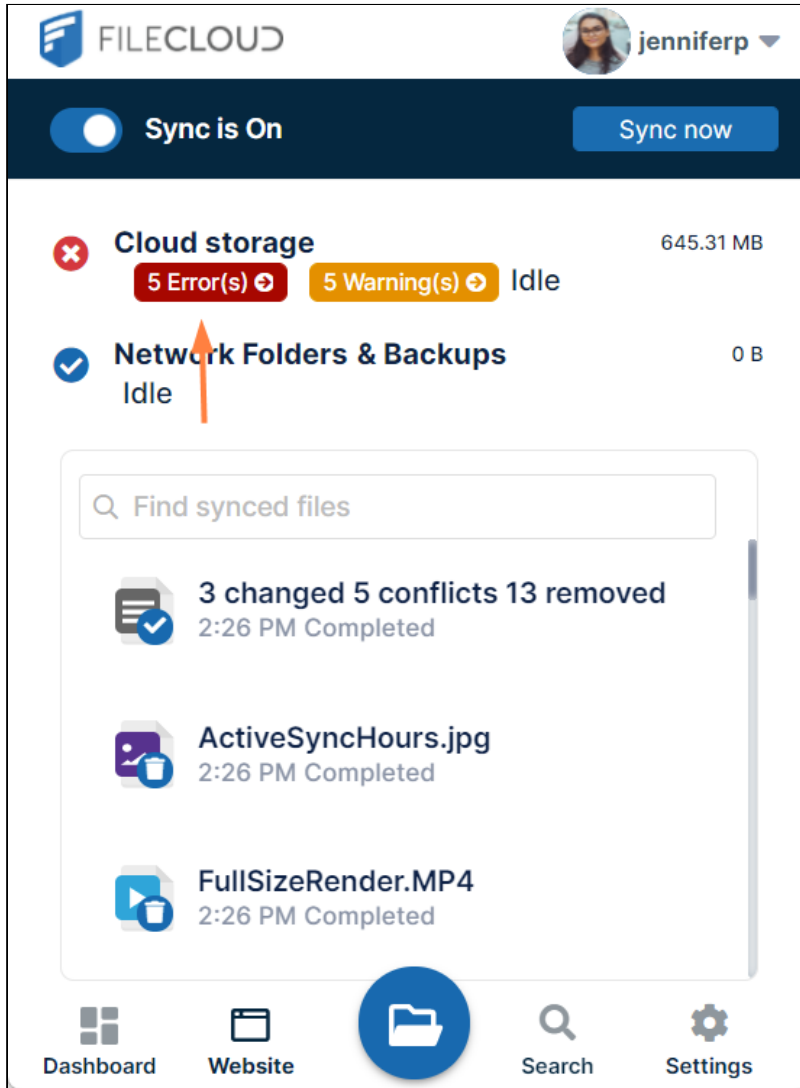 FILECLOUD
jenniferp
Sync is On
Sync now
Cloud storage
645.31 MB
5 Error(s)
5 Warning(s)
Idle
Network Folders & Backups
0 B
Idle
Find synced files
3 changed 5 conflicts 13 removed
2:26 PM Completed
ActiveSyncHours.jpg
2:26 PM Completed
FullSizeRender.MP4
2:26 PM Completed
Dashboard
Website
Search
Settings